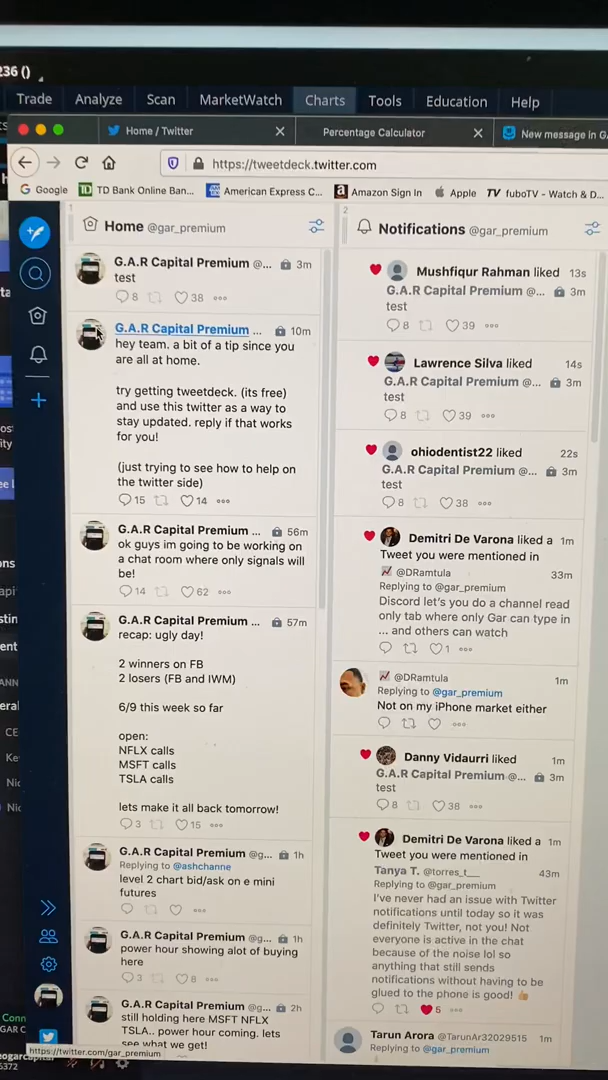 236 ()
Trade Analyze Scan MarketWatch Charts Tools Education Help
Home / Twitter
Percentage Calculator
New message in G
https://tweetdeck.twitter.com
Google
TD Bank Online Ban...
American Express C...
Amazon Sign In
Apple
fuboTV - Watch & D...
1
Home @gar_premium
G.A.R Capital Premium @... 3m
test
8 38
G.A.R Capital Premium ... 10m
hey team. a bit of a tip since you
are all at home.
try getting tweetdeck. (its free)
and use this twitter as a way to
stay updated. reply if that works
for you!
(just trying to see how to help on
the twitter side)
15 14
G.A.R Capital Premium ... 56m
ok guys im going to be working on
a chat room where only signals will
be!
14 62
G.A.R Capital Premium ... 57m
recap: ugly day!
2 winners on FB
2 losers (FB and IWM)
6/9 this week so far
open:
NFLX calls
MSFT calls
TSLA calls
lets make it all back tomorrow!
3 15
G.A.R Capital Premium @g... 1h
Replying to @ashchanne
level 2 chart bid/ask on e mini
futures
G.A.R Capital Premium @g... 1h
power hour showing alot of buying
here
3 8
G.A.R Capital Premium @g... 2h
still holding here MSFT NFLX
TSLA.. power hour coming. lets
see what we get!
https://twitter.com/gar_premium
2
Notifications @gar_premium
Mushfiqur Rahman liked 13s
G.A.R Capital Premium @... 3m
test
8 39
Lawrence Silva liked 14s
G.A.R Capital Premium @... 3m
test
8 39
ohiodentist22 liked 22s
G.A.R Capital Premium @... 3m
test
8 38
Demitri De Varona liked a 1m
Tweet you were mentioned in
@DRamtula 33m
Replying to @gar_premium
Discord let's you do a channel read
only tab where only Gar can type in
... and others can watch
1
@DRamtula 1m
Replying to @gar_premium
Not on my iPhone market either
Danny Vidaurri liked 1m
G.A.R Capital Premium @... 3m
test
8 38
Demitri De Varona liked a 1m
Tweet you were mentioned in
Tanya T. @torres_t__ 43m
Replying to @gar_premium
I've never had an issue with Twitter
notifications until today so it was
definitely Twitter, not you! Not
everyone is active in the chat
because of the noise lol so
anything that still sends
notifications without having to be
glued to the phone is good! 👍
5
Tarun Arora @TarunAr32029515 1m
Replying to @gar_premium